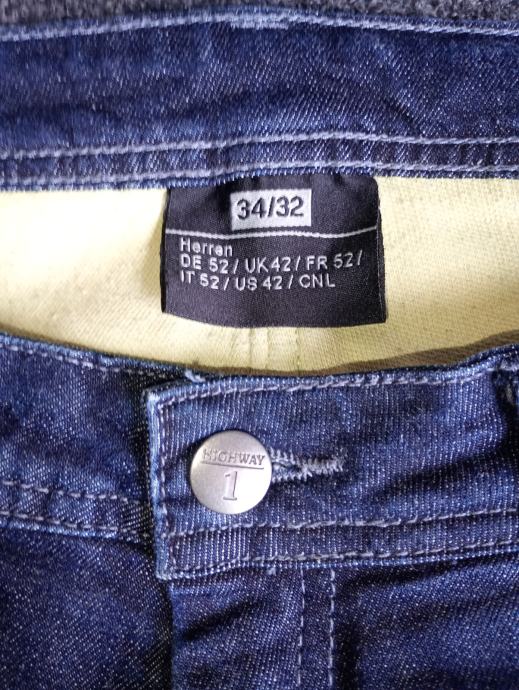 34/32
Herren
DE 52 / UK 42 / FR 52 /
IT 52 / US 42 / CNL
HIGHWAY
1